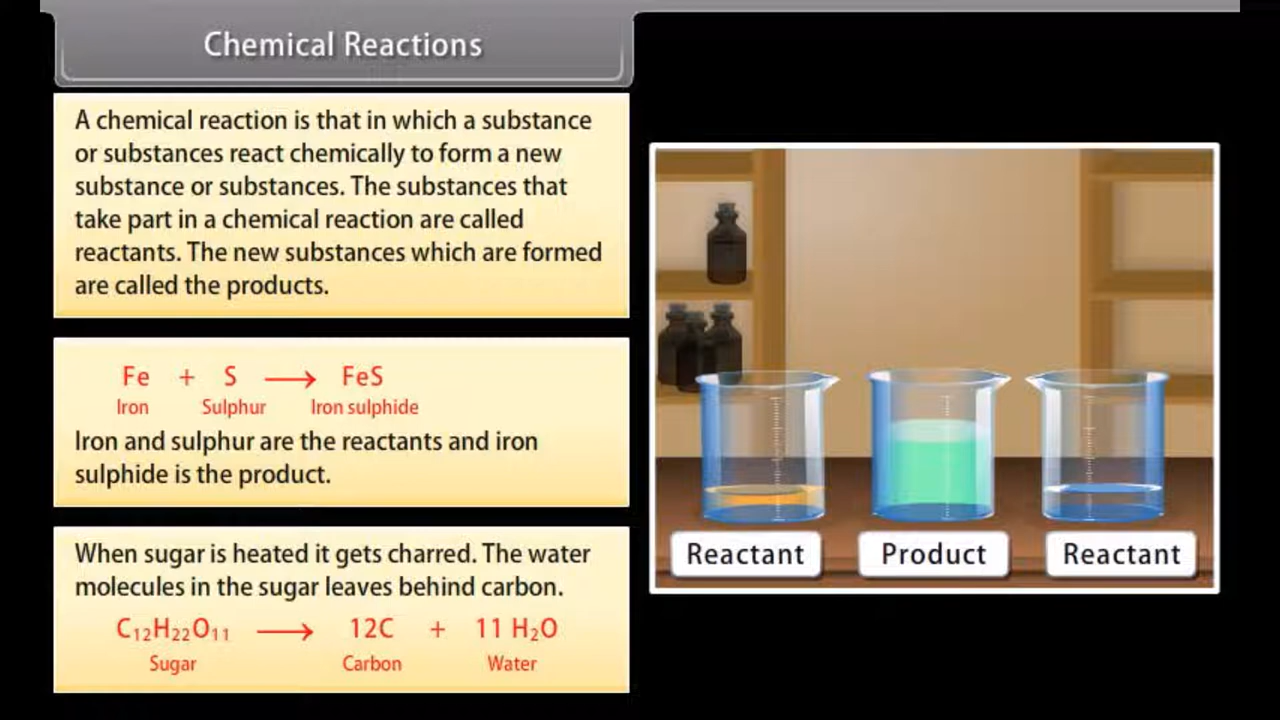 Chemical Reactions
A chemical reaction is that in which a substance
or substances react chemically to form a new
substance or substances. The substances that
take part in a chemical reaction are called
reactants. The new substances which are formed
are called the products.
Fe + S ⟶ FeS
Iron Sulphur Iron sulphide
Iron and sulphur are the reactants and iron
sulphide is the product.
When sugar is heated it gets charred. The water
molecules in the sugar leaves behind carbon.
C₁₂H₂₂O₁₁ ⟶ 12C + 11 H₂O
Sugar Carbon Water
Reactant Product Reactant